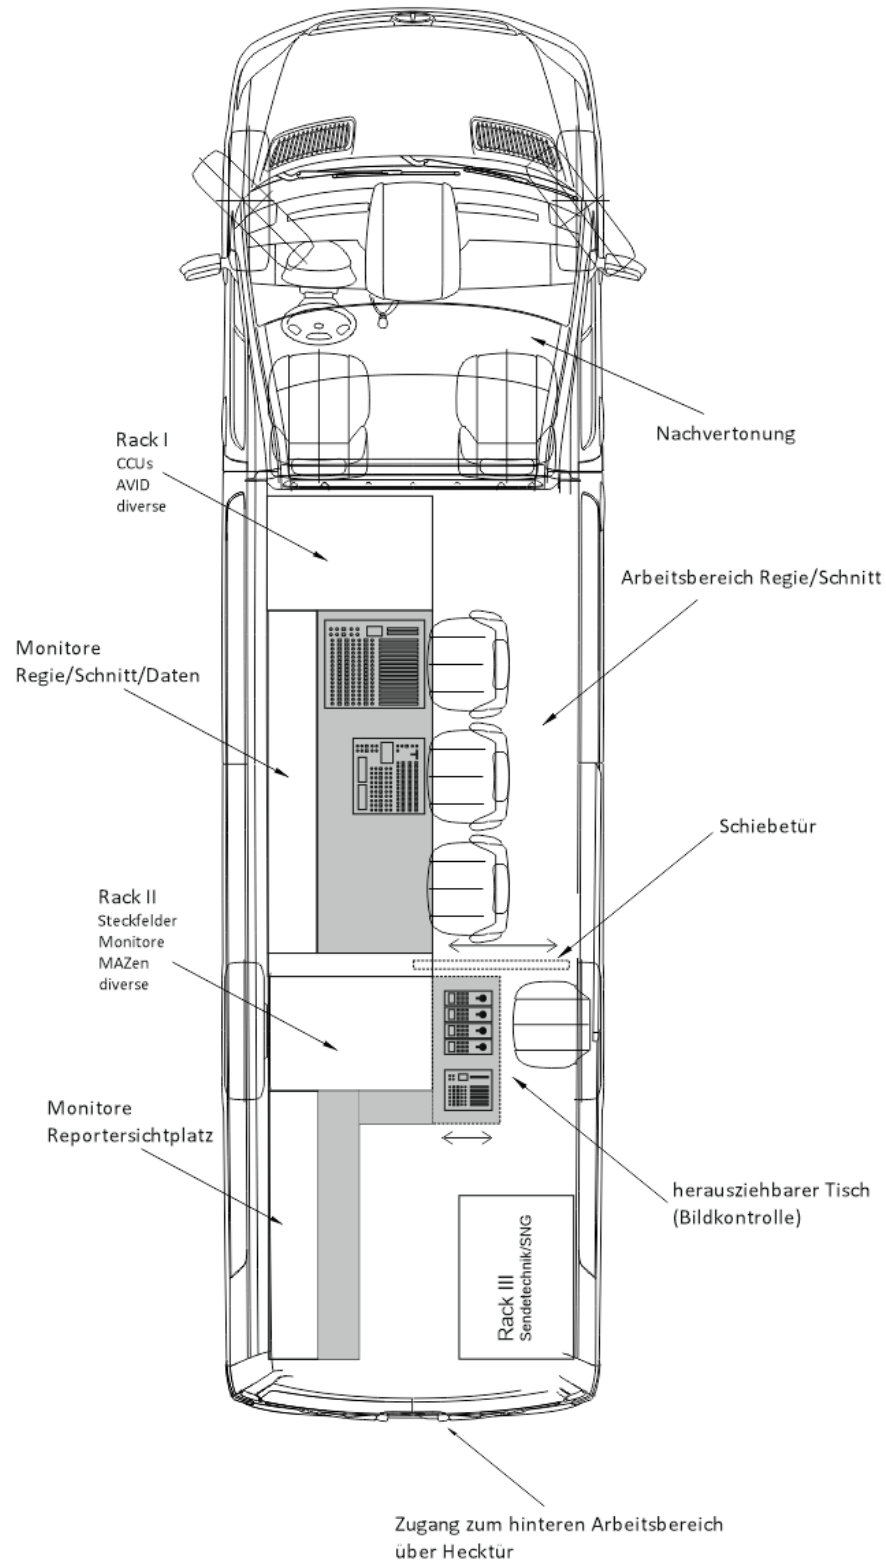 Nachvertonung
Rack I
CCUs
AVID
diverse
Arbeitsbereich Regie/Schnitt
Monitore
Regie/Schnitt/Daten
Schiebetür
Rack II
Steckfelder
Monitore
MAZen
diverse
Monitore
Reportersichtplatz
herausziehbarer Tisch
(Bildkontrolle)
Rack III
Sendetechnik/SNG
Zugang zum hinteren Arbeitsbereich
über Hecktür